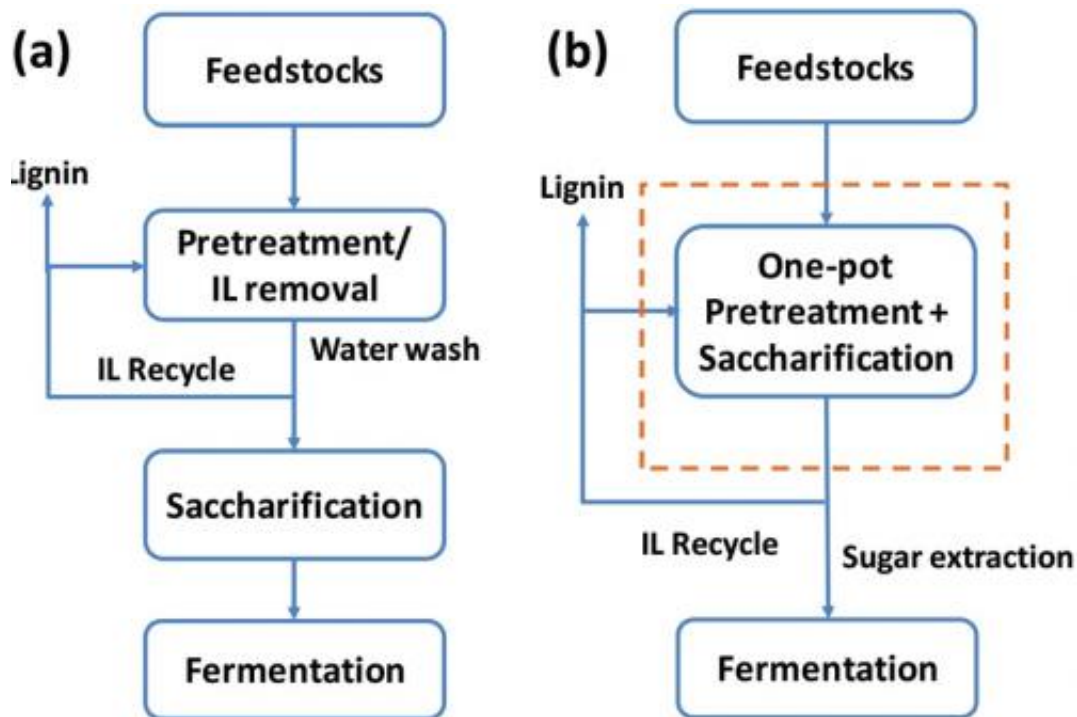 (a)
Feedstocks
Lignin
Pretreatment/
IL removal
Water wash
IL Recycle
Saccharification
Fermentation
(b)
Feedstocks
Lignin
One-pot
Pretreatment +
Saccharification
IL Recycle
Sugar extraction
Fermentation